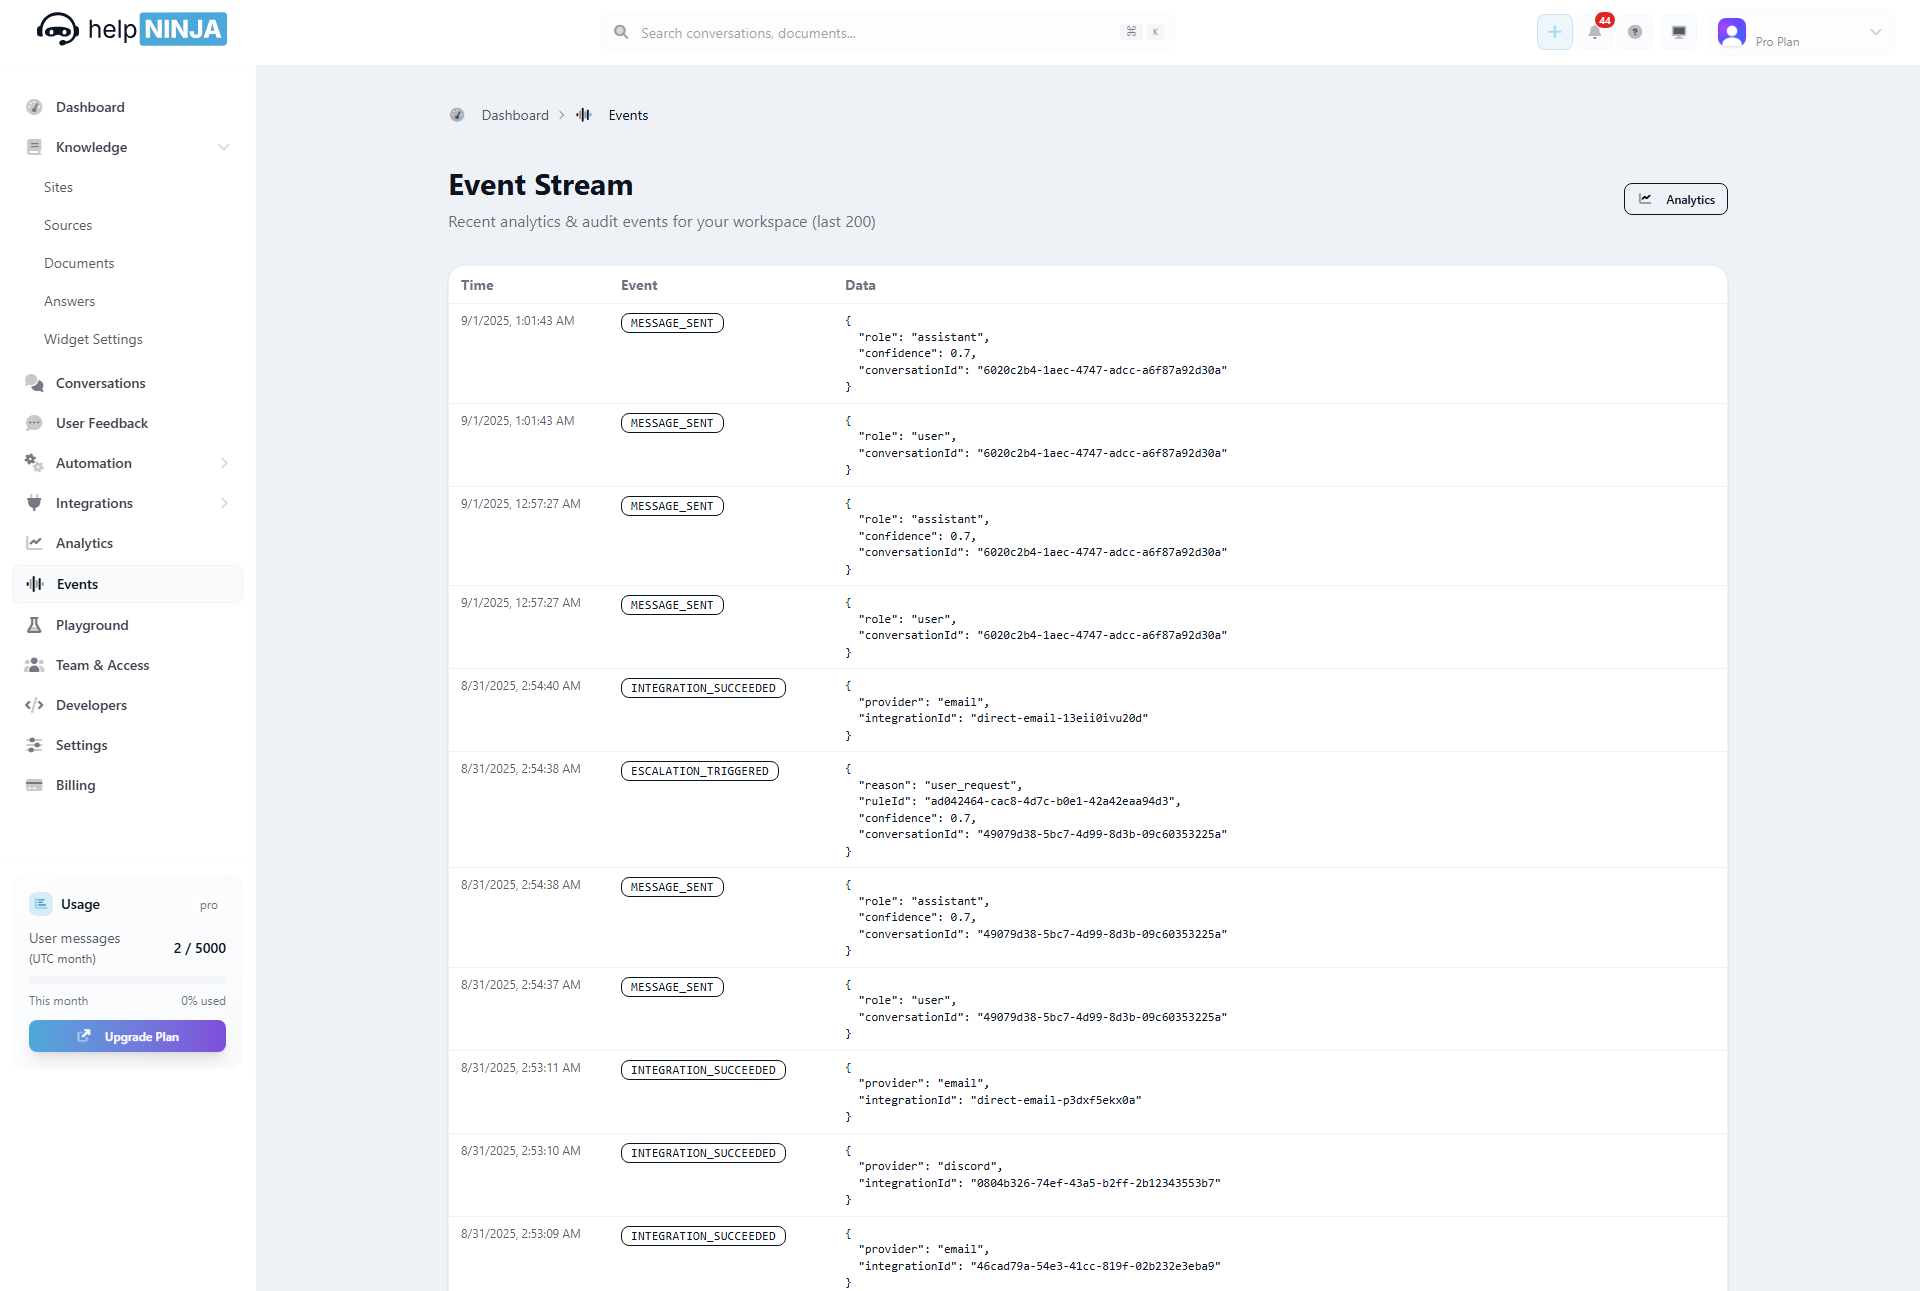 help NINJA
Search conversations, documents...
⌘ K
44
Pro Plan
Dashboard
Knowledge
Sites
Sources
Documents
Answers
Widget Settings
Conversations
User Feedback
Automation
Integrations
Analytics
Events
Playground
Team & Access
Developers
Settings
Billing
Usage pro
User messages
(UTC month)
2 / 5000
This month 0% used
Upgrade Plan
Dashboard > Events
Event Stream
Recent analytics & audit events for your workspace (last 200)
Analytics
Time Event Data
9/1/2025, 1:01:43 AM MESSAGE_SENT {
"role": "assistant",
"confidence": 0.7,
"conversationId": "6020c2b4-1aec-4747-adcc-a6f87a92d30a"
}
9/1/2025, 1:01:43 AM MESSAGE_SENT {
"role": "user",
"conversationId": "6020c2b4-1aec-4747-adcc-a6f87a92d30a"
}
9/1/2025, 12:57:27 AM MESSAGE_SENT {
"role": "assistant",
"confidence": 0.7,
"conversationId": "6020c2b4-1aec-4747-adcc-a6f87a92d30a"
}
9/1/2025, 12:57:27 AM MESSAGE_SENT {
"role": "user",
"conversationId": "6020c2b4-1aec-4747-adcc-a6f87a92d30a"
}
8/31/2025, 2:54:40 AM INTEGRATION_SUCCEEDED {
"provider": "email",
"integrationId": "direct-email-13eii0ivu20d"
}
8/31/2025, 2:54:38 AM ESCALATION_TRIGGERED {
"reason": "user_request",
"ruleId": "ad042464-cac8-4d7c-b0e1-42a42eaa94d3",
"confidence": 0.7,
"conversationId": "49079d38-5bc7-4d99-8d3b-09c60353225a"
}
8/31/2025, 2:54:38 AM MESSAGE_SENT {
"role": "assistant",
"confidence": 0.7,
"conversationId": "49079d38-5bc7-4d99-8d3b-09c60353225a"
}
8/31/2025, 2:54:37 AM MESSAGE_SENT {
"role": "user",
"conversationId": "49079d38-5bc7-4d99-8d3b-09c60353225a"
}
8/31/2025, 2:53:11 AM INTEGRATION_SUCCEEDED {
"provider": "email",
"integrationId": "direct-email-p3dxf5ekx0a"
}
8/31/2025, 2:53:10 AM INTEGRATION_SUCCEEDED {
"provider": "discord",
"integrationId": "0804b326-74ef-43a5-b2ff-2b12343553b7"
}
8/31/2025, 2:53:09 AM INTEGRATION_SUCCEEDED {
"provider": "email",
"integrationId": "46cad79a-54e3-41cc-819f-02b232e3eba9"
}